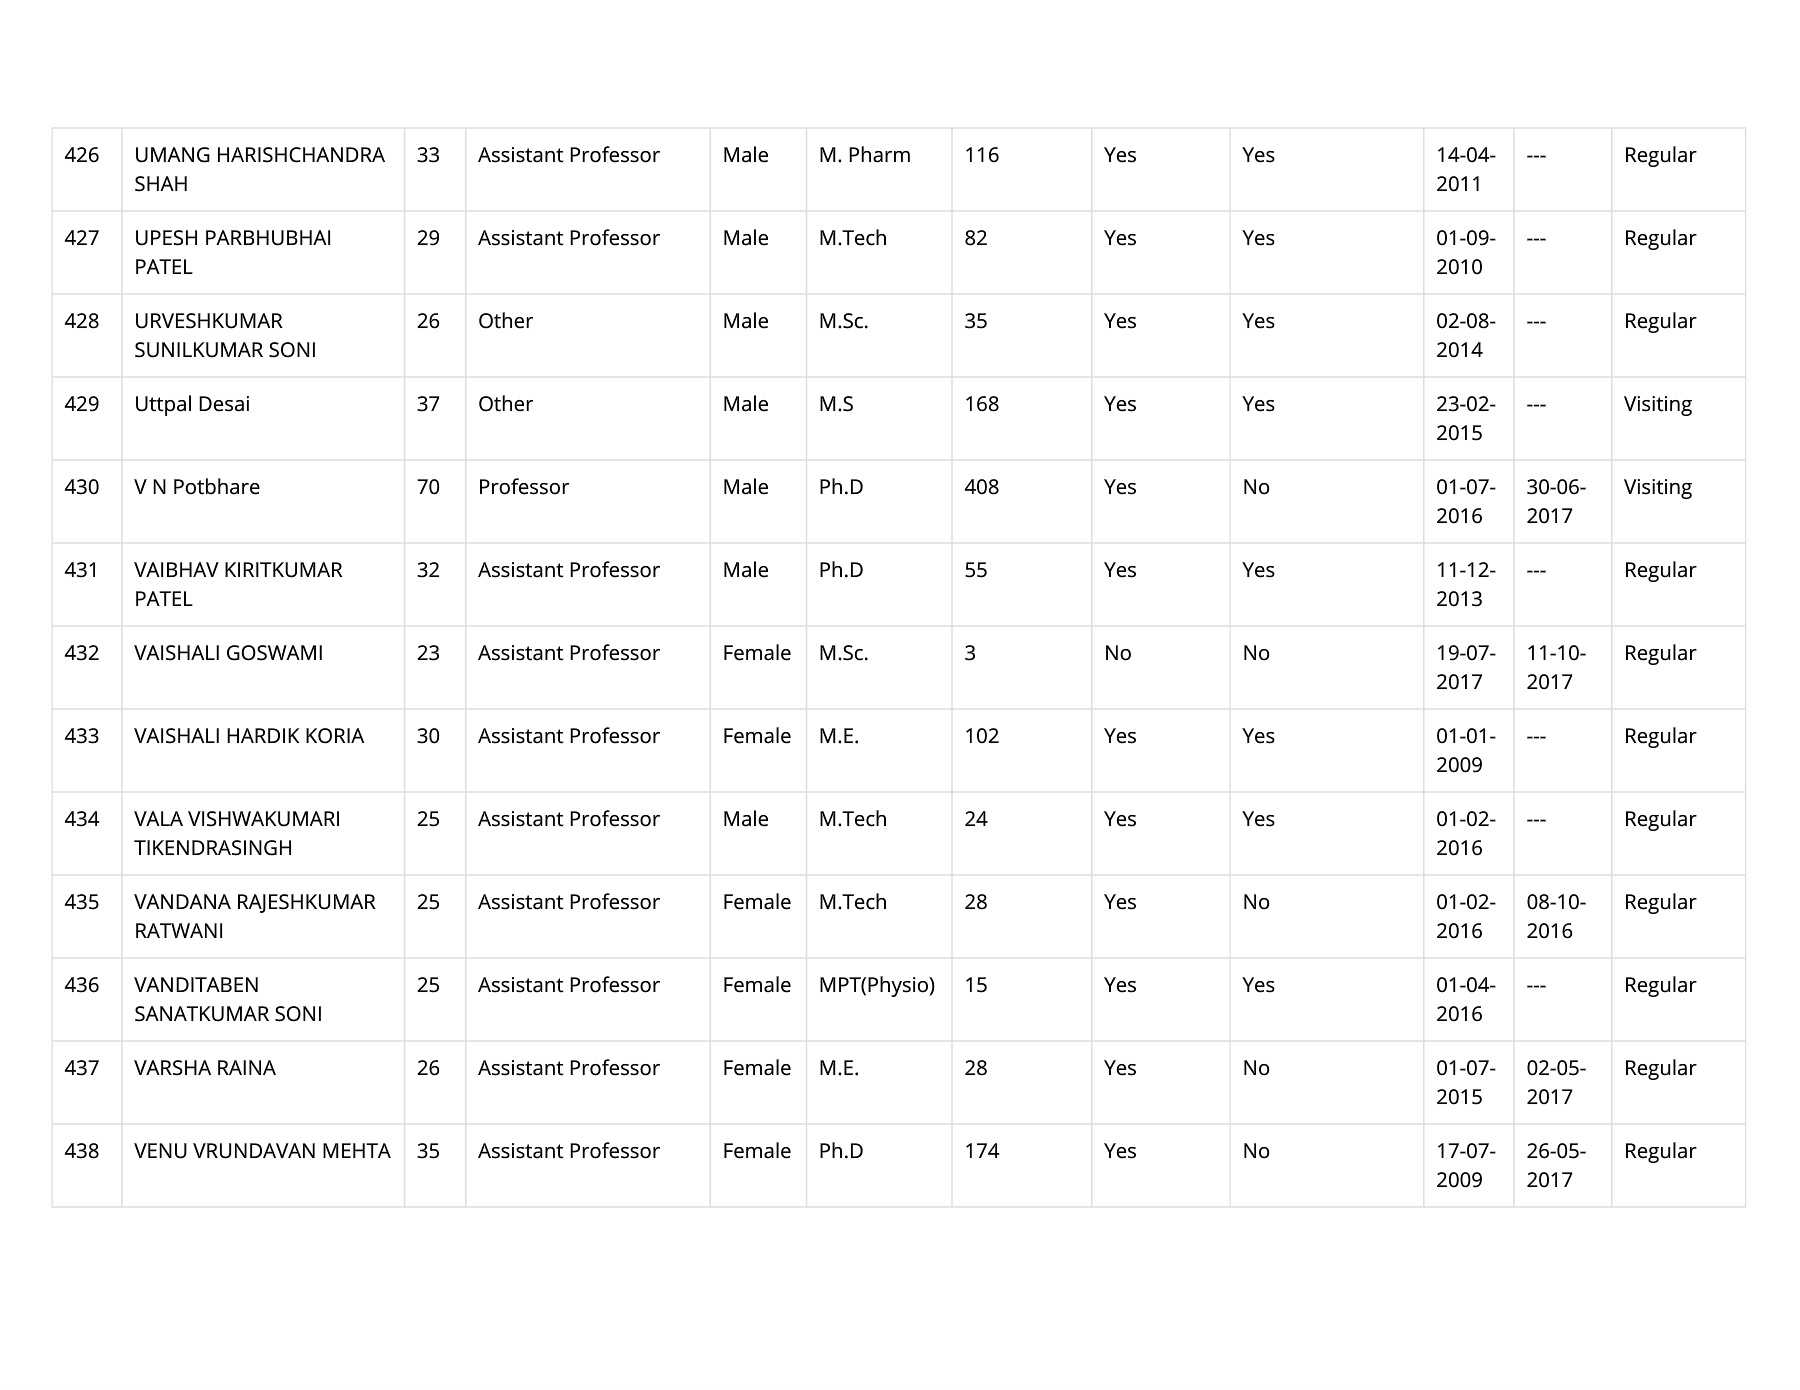 426 UMANG HARISHCHANDRA 33 Assistant Professor Male M. Pharm 116 Yes Yes 14-04- --- Regular
SHAH 2011
427 UPESH PARBHUBHAI 29 Assistant Professor Male M.Tech 82 Yes Yes 01-09- --- Regular
PATEL 2010
428 URVESHKUMAR 26 Other Male M.Sc. 35 Yes Yes 02-08- --- Regular
SUNILKUMAR SONI 2014
429 Uttpal Desai 37 Other Male M.S 168 Yes Yes 23-02- --- Visiting
2015
430 V N Potbhare 70 Professor Male Ph.D 408 Yes No 01-07- 30-06- Visiting
2016 2017
431 VAIBHAV KIRITKUMAR 32 Assistant Professor Male Ph.D 55 Yes Yes 11-12- --- Regular
PATEL 2013
432 VAISHALI GOSWAMI 23 Assistant Professor Female M.Sc. 3 No No 19-07- 11-10- Regular
2017 2017
433 VAISHALI HARDIK KORIA 30 Assistant Professor Female M.E. 102 Yes Yes 01-01- --- Regular
2009
434 VALA VISHWAKUMARI 25 Assistant Professor Male M.Tech 24 Yes Yes 01-02- --- Regular
TIKENDRASINGH 2016
435 VANDANA RAJESHKUMAR 25 Assistant Professor Female M.Tech 28 Yes No 01-02- 08-10- Regular
RATWANI 2016 2016
436 VANDITABEN 25 Assistant Professor Female MPT(Physio) 15 Yes Yes 01-04- --- Regular
SANATKUMAR SONI 2016
437 VARSHA RAINA 26 Assistant Professor Female M.E. 28 Yes No 01-07- 02-05- Regular
2015 2017
438 VENU VRUNDAVAN MEHTA 35 Assistant Professor Female Ph.D 174 Yes No 17-07- 26-05- Regular
2009 2017